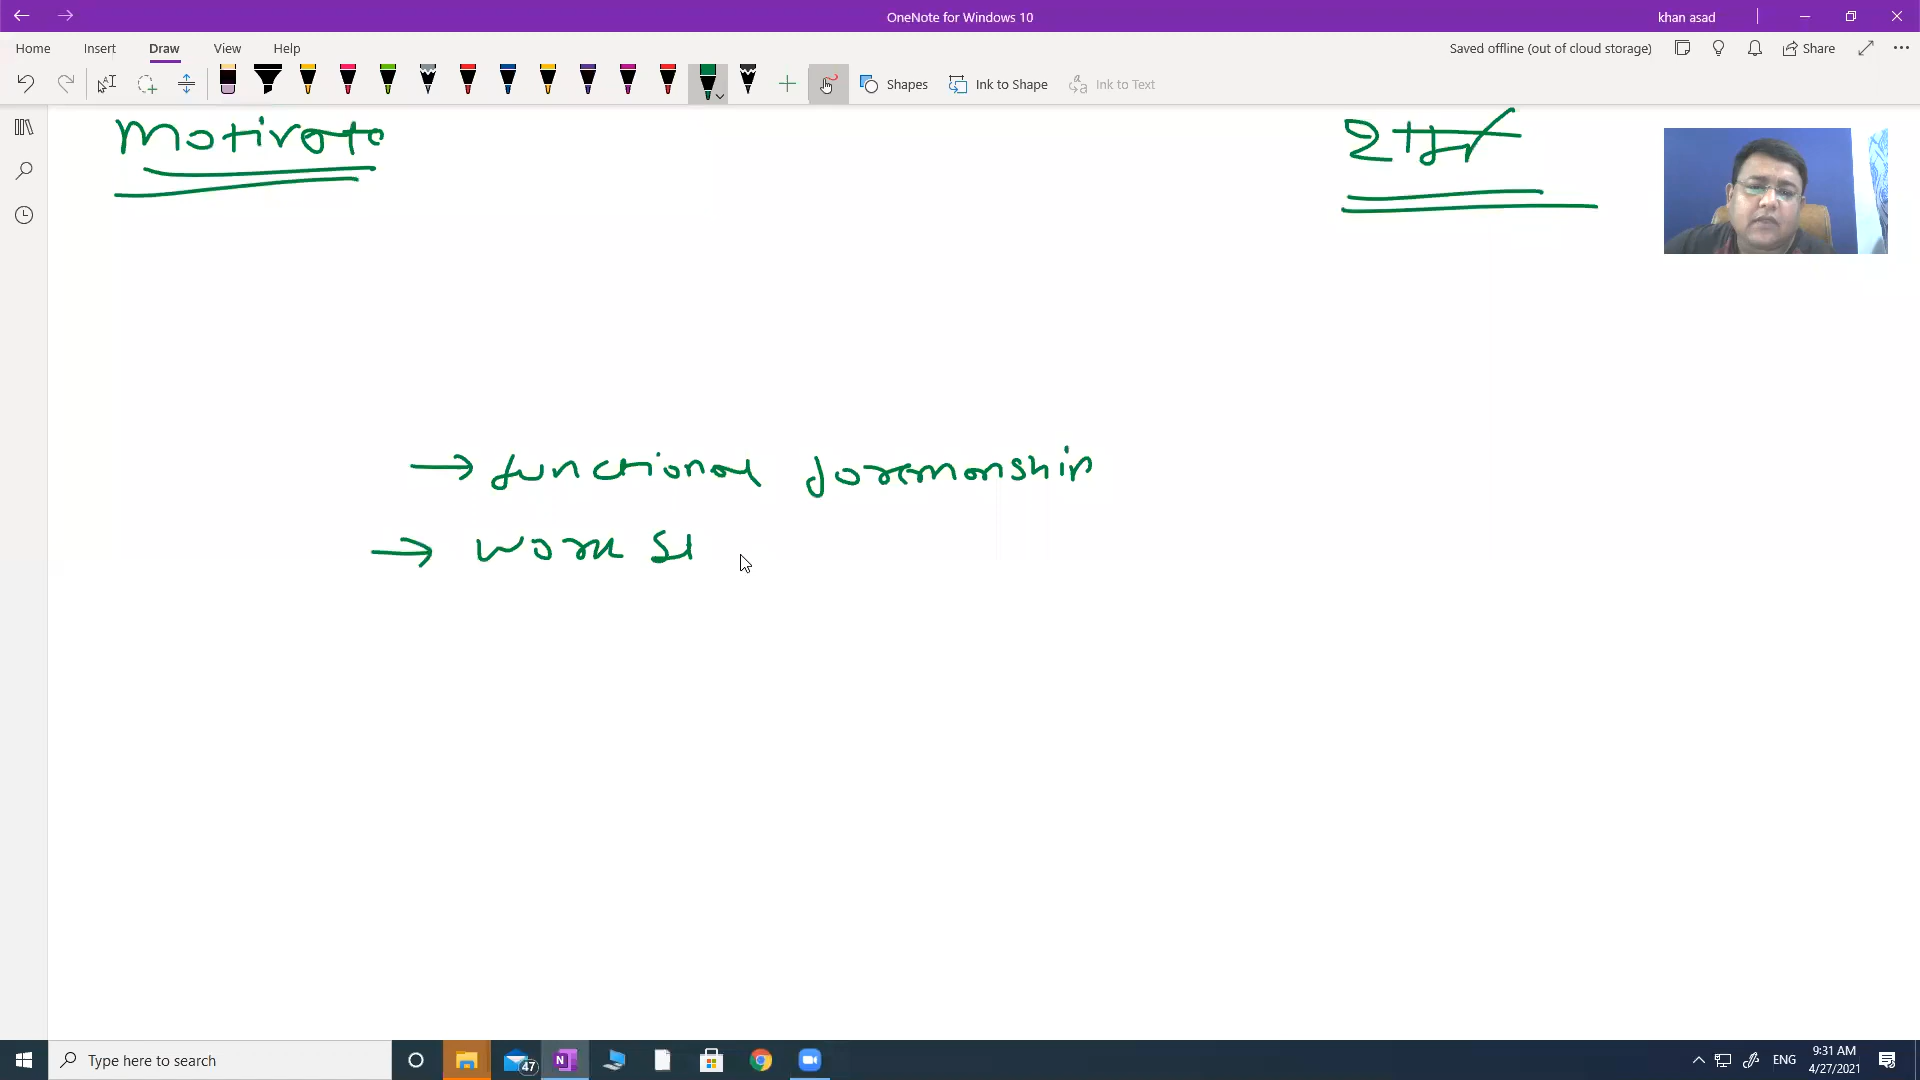 OneNote for Windows 10
khan asad
Home Insert Draw View Help
Saved offline (out of cloud storage)
Share
Shapes
Ink to Shape
Ink to Text
Motivate
→ functional foremanship
→ Work St
Type here to search
47
ENG
9:31 AM
4/27/2021